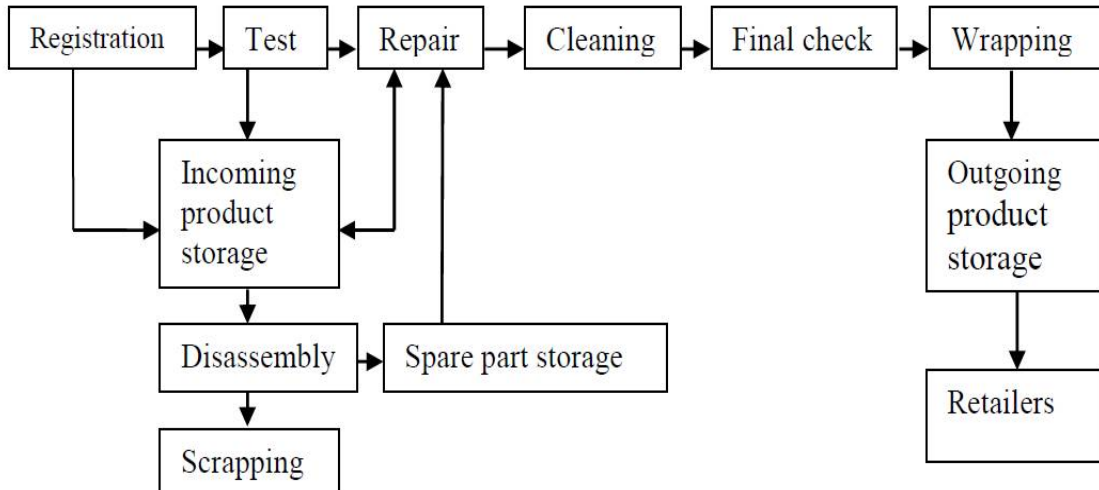 Registration
Test
Repair
Cleaning
Final check
Wrapping
Incoming
product
storage
Outgoing
product
storage
Disassembly
Spare part storage
Retailers
Scrapping